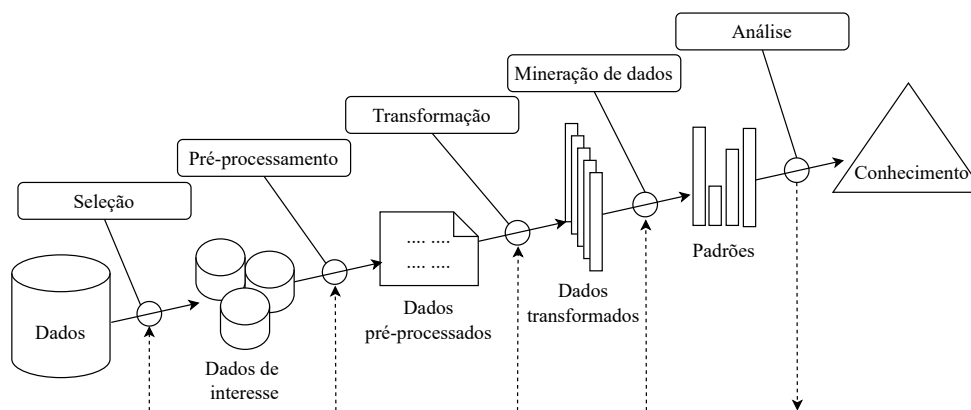 Análise
Mineração de dados
Transformação
Pré-processamento
Seleção
Dados
Dados de
interesse
.... ....
.... ....
Dados
pré-processados
Dados
transformados
Padrões
Conhecimento